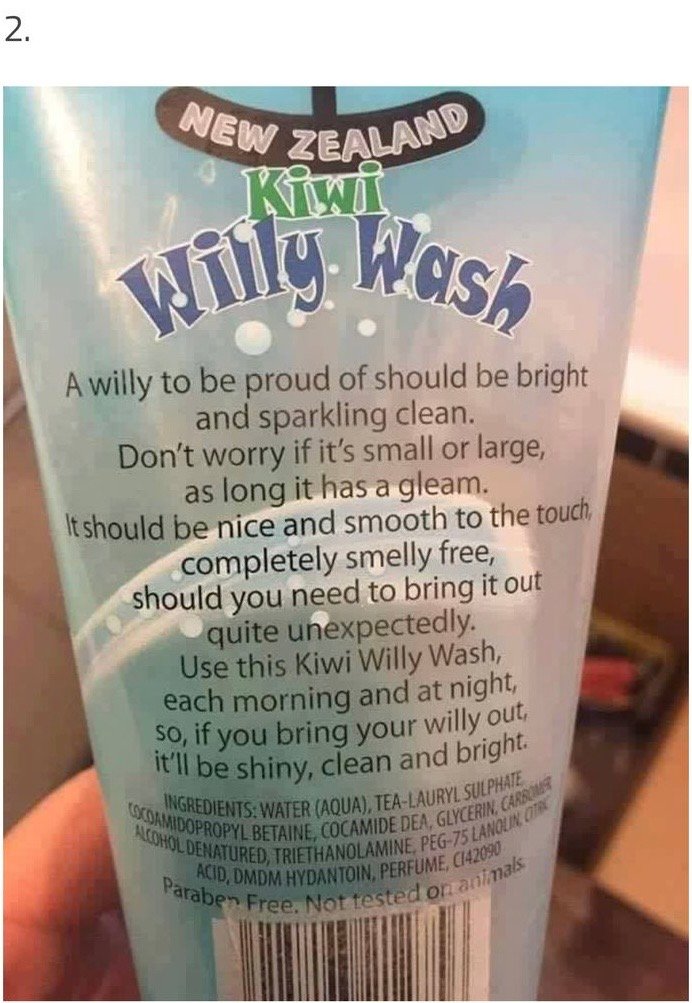 2.
NEW ZEALAND
Kiwi
Willy Wash
A willy to be proud of should be bright
and sparkling clean.
Don't worry if it's small or large,
as long it has a gleam.
It should be nice and smooth to the touch,
completely smelly free,
should you need to bring it out
quite unexpectedly.
Use this Kiwi Willy Wash,
each morning and at night,
so, if you bring your willy out,
it'll be shiny, clean and bright.
INGREDIENTS: WATER (AQUA), TEA-LAURYL SULPHATE,
COCOAMIDOPROPYL BETAINE, COCAMIDE DEA, GLYCERIN, CARBOMER
ALCOHOL DENATURED, TRIETHANOLAMINE, PEG-75 LANOLIN, CITRIC
ACID, DMDM HYDANTOIN, PERFUME, CI42090
Paraben Free. Not tested on animals.